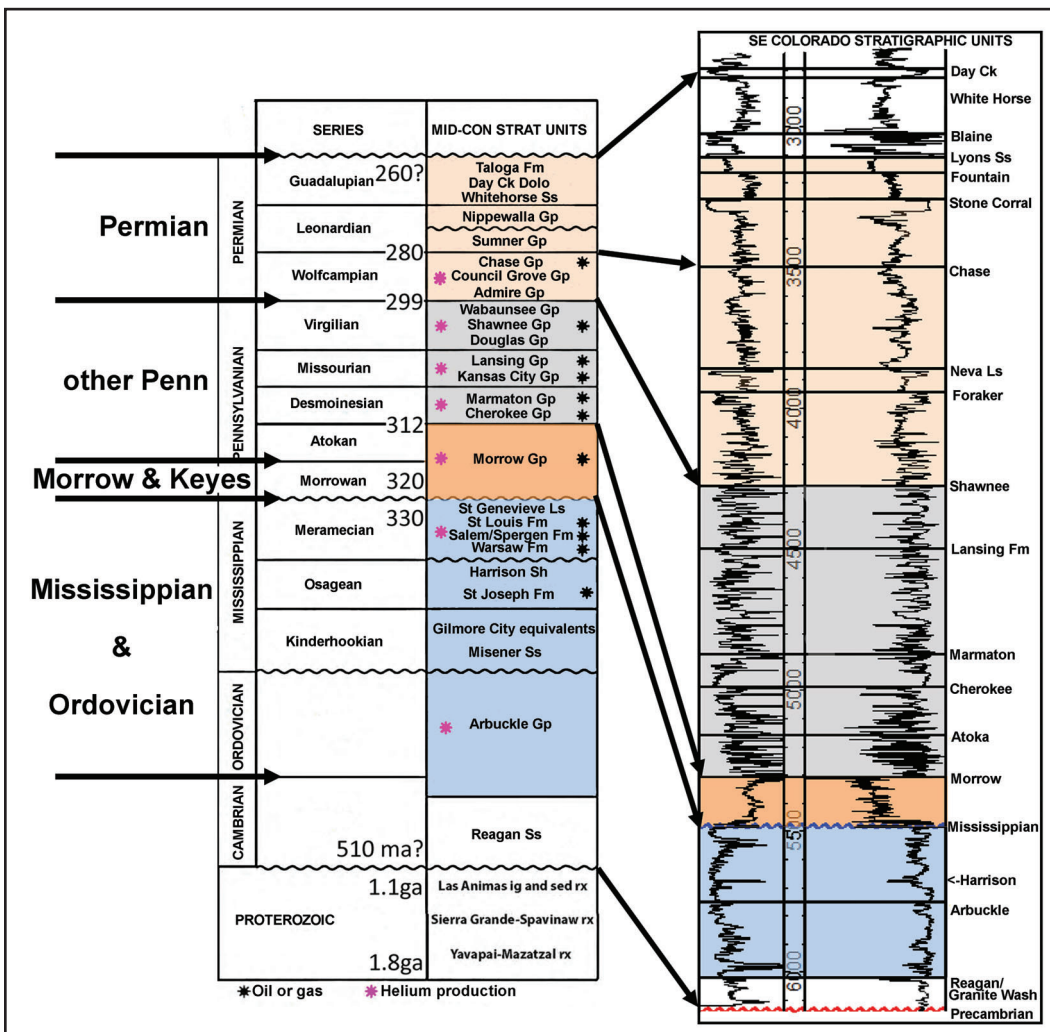 SERIES
MID-CON STRAT UNITS
Permian
other Penn
Morrow & Keyes
Mississippian
&
Ordovician
PERMIAN
PENNSYLVANIAN
MISSISSIPPIAN
ORDOVICIAN
CAMBRIAN
Guadalupian
260?
Taloga Fm
Day Ck Dolo
Whitehorse Ss
Leonardian
Nippewalla Gp
Sumner Gp
280
Wolfcampian
Chase Gp
Council Grove Gp
Admire Gp
299
Virgilian
Wabaunsee Gp
Shawnee Gp
Douglas Gp
Missourian
Lansing Gp
Kansas City Gp
Desmoinesian
Marmaton Gp
Cherokee Gp
312
Atokan
Morrow Gp
Morrowan
320
330
Meramecian
St Genevieve Ls
St Louis Fm
Salem/Spergen Fm
Warsaw Fm
Osagean
Harrison Sh
St Joseph Fm
Kinderhookian
Gilmore City equivalents
Misener Ss
Arbuckle Gp
Reagan Ss
510 ma?
PROTEROZOIC
1.1ga
1.8ga
Las Animas ig and sed rx
Sierra Grande-Spavinaw rx
Yavapai-Mazatzal rx
Oil or gas
Helium production
SE COLORADO STRATIGRAPHIC UNITS
Day Ck
White Horse
3000
Blaine
Lyons Ss
Fountain
Stone Corral
3500
Chase
Neva Ls
4000
Foraker
Shawnee
4500
Lansing Fm
Marmaton
5000
Cherokee
Atoka
Morrow
5500
Mississippian
<-Harrison
Arbuckle
6000
Reagan/
Granite Wash
Precambrian